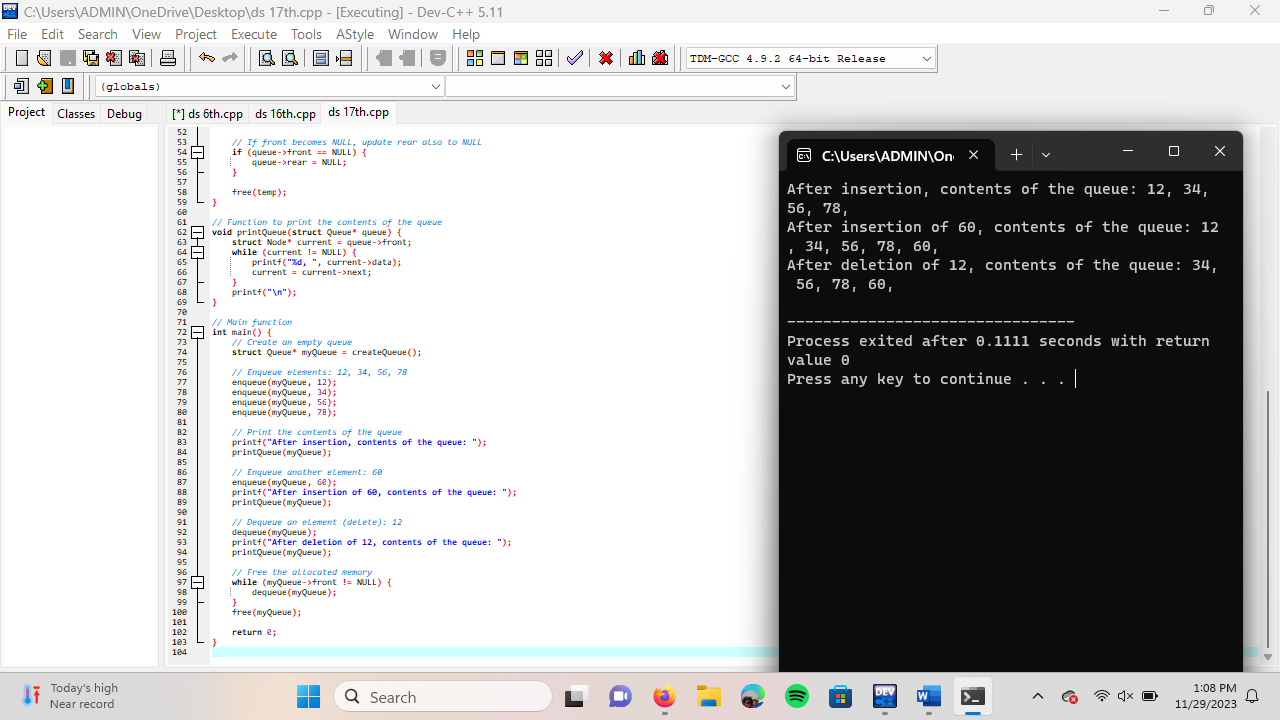 C:\Users\ADMIN\OneDrive\Desktop\ds 17th.cpp - [Executing] - Dev-C++ 5.11
File Edit Search View Project Execute Tools AStyle Window Help
TDM-GCC 4.9.2 64-bit Release
(globals)
Project Classes Debug
[*] ds 6th.cpp ds 16th.cpp ds 17th.cpp
52
53 // If front becomes NULL, update rear also to NULL
54 if (queue->front == NULL) {
55 queue->rear = NULL;
56 }
57
58 free(temp);
59 }
60
61 // Function to print the contents of the queue
62 void printQueue(struct Queue* queue) {
63 struct Node* current = queue->front;
64 while (current != NULL) {
65 printf("%d, ", current->data);
66 current = current->next;
67 }
68 printf("\n");
69 }
70
71 // Main function
72 int main() {
73 // Create an empty queue
74 struct Queue* myQueue = createQueue();
75
76 // Enqueue elements: 12, 34, 56, 78
77 enqueue(myQueue, 12);
78 enqueue(myQueue, 34);
79 enqueue(myQueue, 56);
80 enqueue(myQueue, 78);
81
82 // Print the contents of the queue
83 printf("After insertion, contents of the queue: ");
84 printQueue(myQueue);
85
86 // Enqueue another element: 60
87 enqueue(myQueue, 60);
88 printf("After insertion of 60, contents of the queue: ");
89 printQueue(myQueue);
90
91 // Dequeue an element (delete): 12
92 dequeue(myQueue);
93 printf("After deletion of 12, contents of the queue: ");
94 printQueue(myQueue);
95
96 // Free the allocated memory
97 while (myQueue->front != NULL) {
98 dequeue(myQueue);
99 }
100 free(myQueue);
101
102 return 0;
103 }
104
C:\Users\ADMIN\On
After insertion, contents of the queue: 12, 34,
56, 78,
After insertion of 60, contents of the queue: 12
, 34, 56, 78, 60,
After deletion of 12, contents of the queue: 34,
56, 78, 60,
--------------------------------
Process exited after 0.1111 seconds with return
value 0
Press any key to continue . . .
Today's high
Near record
Search
DEV
1:08 PM
11/29/2023